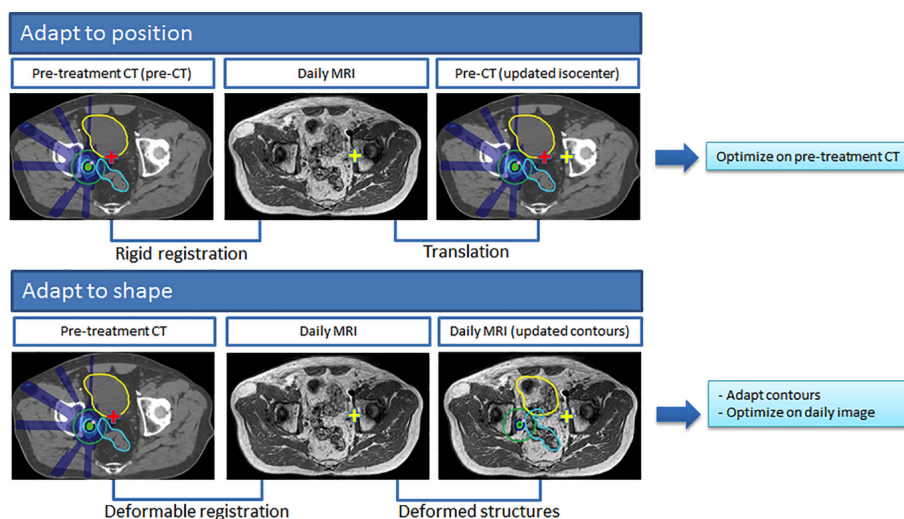 Adapt to position
Pre-treatment CT (pre-CT)
Daily MRI
Pre-CT (updated isocenter)
Optimize on pre-treatment CT
Rigid registration
Translation
Adapt to shape
Pre-treatment CT
Daily MRI
Daily MRI (updated contours)
- Adapt contours
- Optimize on daily image
Deformable registration
Deformed structures